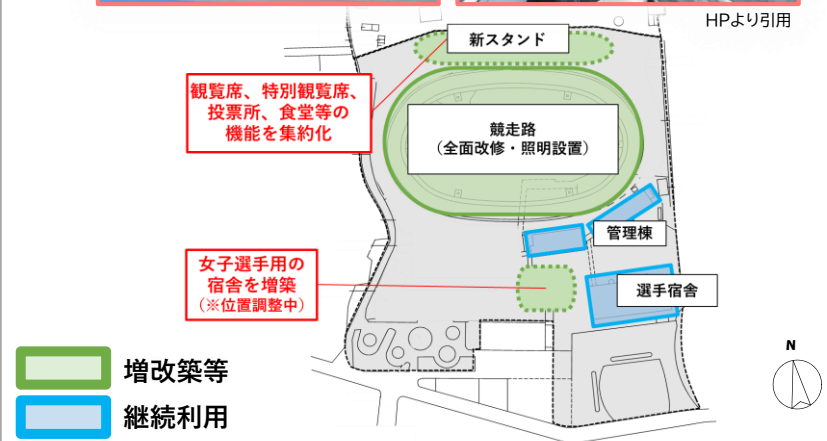 HPより引用
新スタンド
観覧席、特別観覧席、
投票所、食堂等の
機能を集約化
競走路
（全面改修・照明設置）
管理棟
女子選手用の
宿舎を増築
（※位置調整中）
選手宿舎
N
増改築等
継続利用